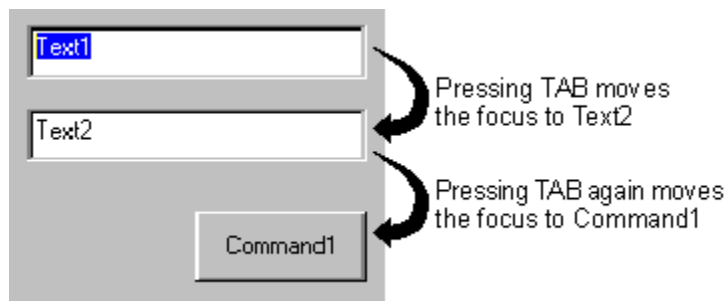 Text1
Pressing TAB moves
the focus to Text2
Text2
Pressing TAB again moves
the focus to Command1
Command1